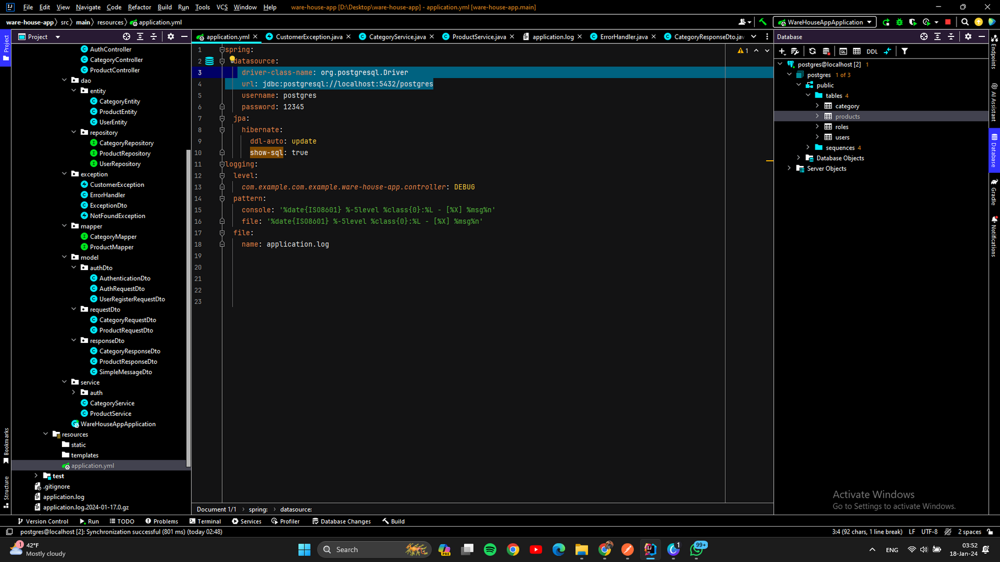 File Edit View Navigate Code Refactor Build Run Tools VCS Window Help ware-house-app [D:\Desktop\ware-house-app] - application.yml [ware-house-app.main]
ware-house-app src main resources application.yml
WareHouseAppApplication
Project
application.yml CustomerException.java CategoryService.java ProductService.java application.log ErrorHandler.java CategoryResponseDto.java
Database
Project
AuthController
CategoryController
ProductController
dao
entity
CategoryEntity
ProductEntity
UserEntity
repository
CategoryRepository
ProductRepository
UserRepository
exception
CustomerException
ErrorHandler
ExceptionDto
NotFoundException
mapper
CategoryMapper
ProductMapper
model
authDto
AuthenticationDto
AuthRequestDto
UserRegisterRequestDto
requestDto
CategoryRequestDto
ProductRequestDto
responseDto
CategoryResponseDto
ProductResponseDto
SimpleMessageDto
service
auth
CategoryService
ProductService
WareHouseAppApplication
resources
static
templates
application.yml
test
.gitignore
application.log
application.log.2024-01-17.0.gz
Bookmarks
Structure
1 spring:
2 datasource:
3 driver-class-name: org.postgresql.Driver
4 url: jdbc:postgresql://localhost:5432/postgres
5 username: postgres
6 password: 12345
7 jpa:
8 hibernate:
9 ddl-auto: update
10 show-sql: true
11 logging:
12 level:
13 com.example.com.example.ware-house-app.controller: DEBUG
14 pattern:
15 console: '%date{ISO8601} %-5level %class{0}:%L - [%X] %msg%n'
16 file: '%date{ISO8601} %-5level %class{0}:%L - [%X] %msg%n'
17 file:
18 name: application.log
19
20
21
22
23
1
Document 1/1 spring: datasource:
DDL
postgres@localhost [2] 1
postgres 1 of 3
public
tables 4
category
products
roles
users
sequences 4
Database Objects
Server Objects
Endpoints
AI Assistant
Database
Gradle
Notifications
Activate Windows
Go to Settings to activate Windows.
Version Control Run TODO Problems Terminal Services Profiler Database Changes Build
postgres@localhost [2]: Synchronization successful (801 ms) (today 02:48) 3:4 (92 chars, 1 line break) LF UTF-8 2 spaces
1
42°F
Mostly cloudy
Search
PRE
1
99+
ENG
03:52
18-Jan-24